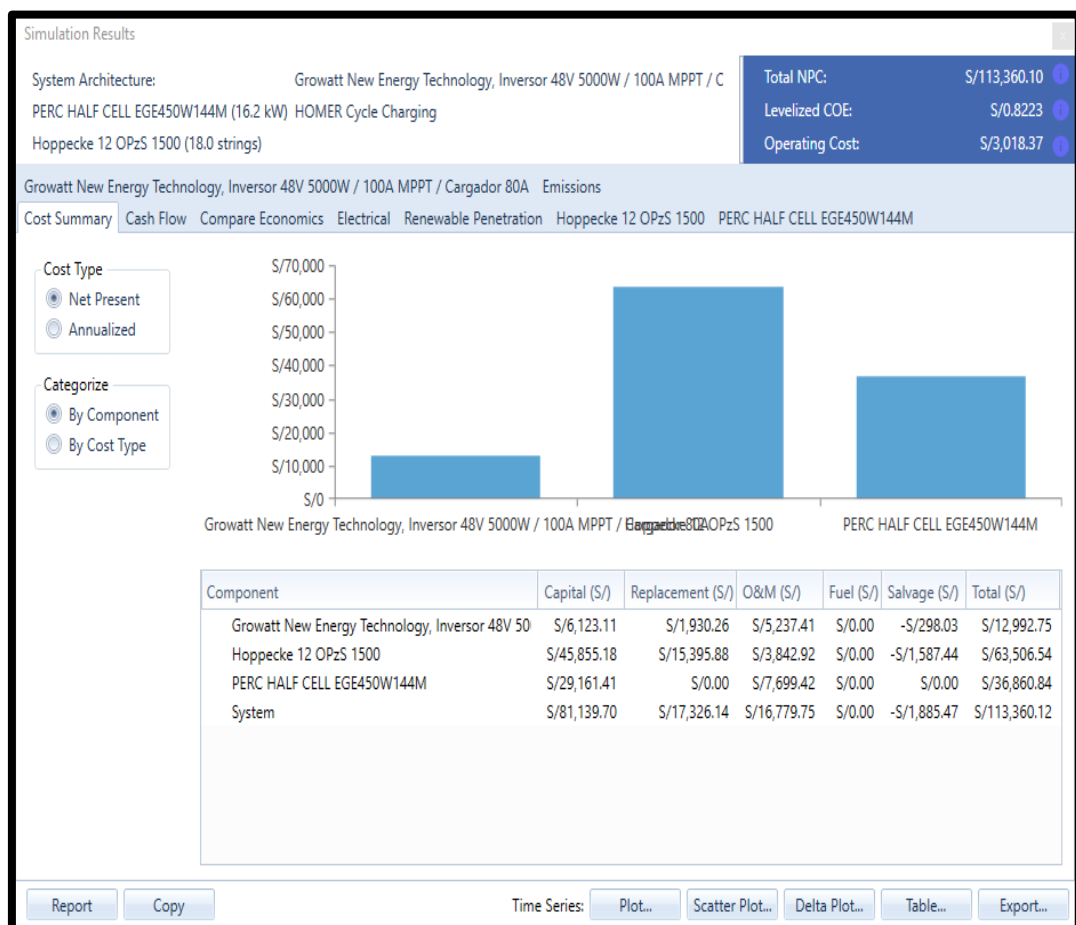 Simulation Results
x
System Architecture:
Growatt New Energy Technology, Inversor 48V 5000W / 100A MPPT / C
PERC HALF CELL EGE450W144M (16.2 kW)
HOMER Cycle Charging
Hoppecke 12 OPzS 1500 (18.0 strings)
Total NPC: S/113,360.10
Levelized COE: S/0.8223
Operating Cost: S/3,018.37
Growatt New Energy Technology, Inversor 48V 5000W / 100A MPPT / Cargador 80A Emissions
Cost Summary Cash Flow Compare Economics Electrical Renewable Penetration Hoppecke 12 OPzS 1500 PERC HALF CELL EGE450W144M
Cost Type
Net Present
Annualized
Categorize
By Component
By Cost Type
S/70,000
S/60,000
S/50,000
S/40,000
S/30,000
S/20,000
S/10,000
S/0
Growatt New Energy Technology, Inversor 48V 5000W / 100A MPPT / Cargador 80A
Hoppecke 12 OPzS 1500
PERC HALF CELL EGE450W144M
Component Capital (S/) Replacement (S/) O&M (S/) Fuel (S/) Salvage (S/) Total (S/)
Growatt New Energy Technology, Inversor 48V 50 S/6,123.11 S/1,930.26 S/5,237.41 S/0.00 -S/298.03 S/12,992.75
Hoppecke 12 OPzS 1500 S/45,855.18 S/15,395.88 S/3,842.92 S/0.00 -S/1,587.44 S/63,506.54
PERC HALF CELL EGE450W144M S/29,161.41 S/0.00 S/7,699.42 S/0.00 S/0.00 S/36,860.84
System S/81,139.70 S/17,326.14 S/16,779.75 S/0.00 -S/1,885.47 S/113,360.12
Report Copy Time Series: Plot... Scatter Plot... Delta Plot... Table... Export...